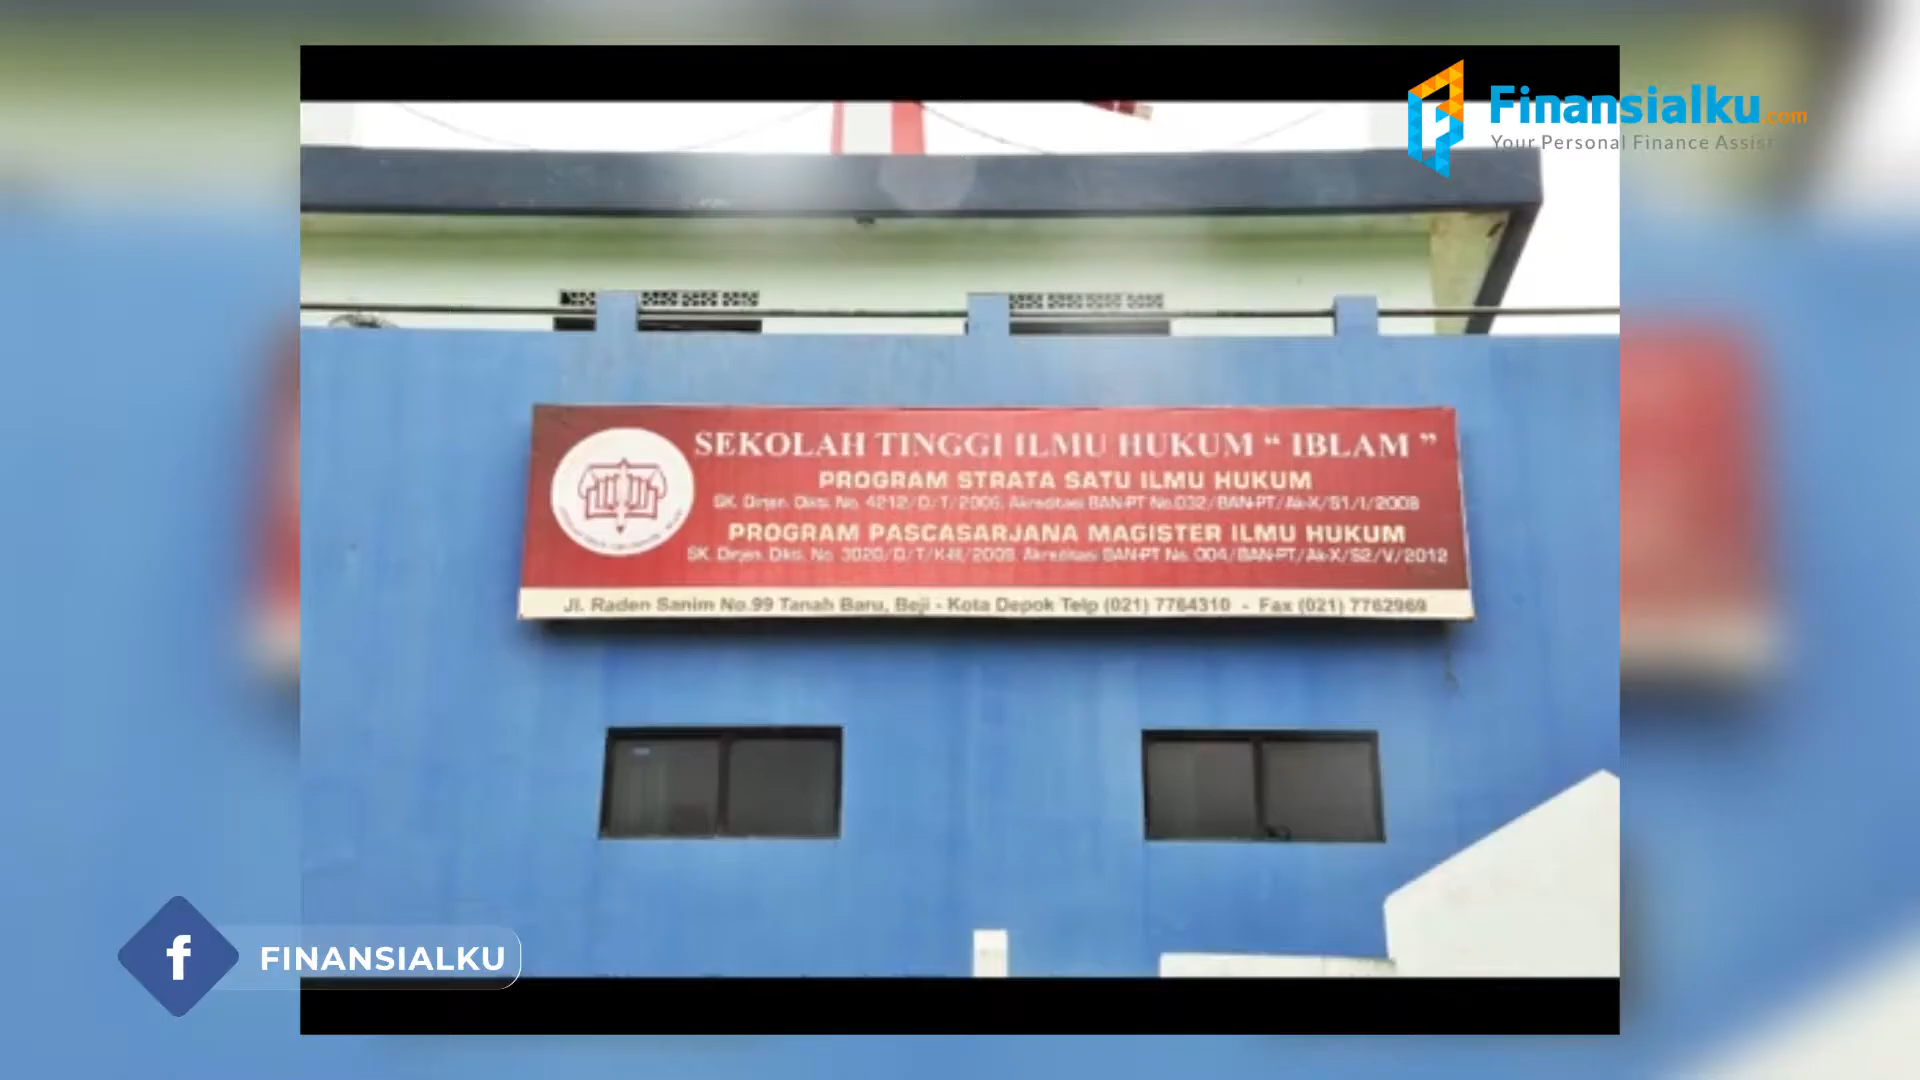 Finansialku.com
Your Personal Finance Assist
SEKOLAH TINGGI ILMU HUKUM “ IBLAM ”
PROGRAM STRATA SATU ILMU HUKUM
SK. Dirjen. Dikti. No. 4212/D/T/2006. Akreditasi BAN-PT No.032/BAN-PT/Ak-X/S1/I/2008
PROGRAM PASCASARJANA MAGISTER ILMU HUKUM
SK. Dirjen. Dikti. No. 3020/D/T/K-III/2009. Akreditasi BAN-PT No. 004/BAN-PT/Ak-X/S2/V/2012
Jl. Raden Sanim No.99 Tanah Baru, Beji - Kota Depok Telp (021) 7764310 - Fax (021) 7762969
f FINANSIALKU